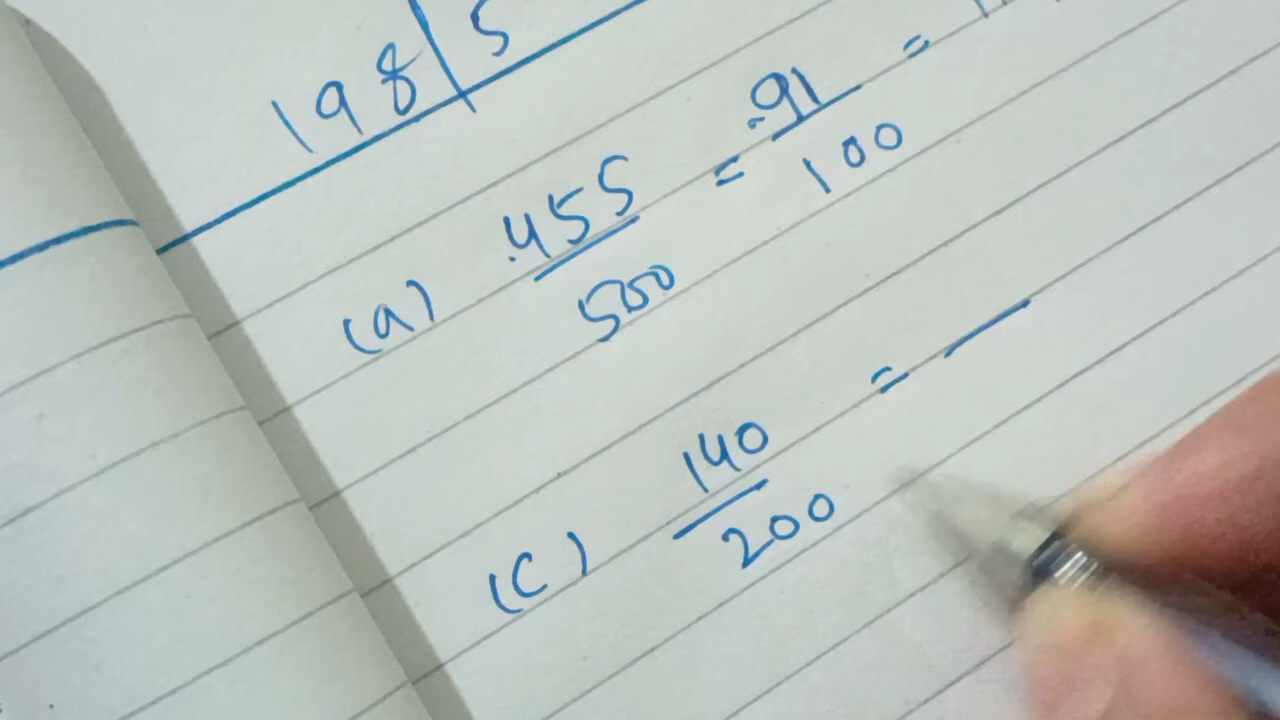 198 | 5
(a) .455/500 = .91/100 =
(c) 140/200 =